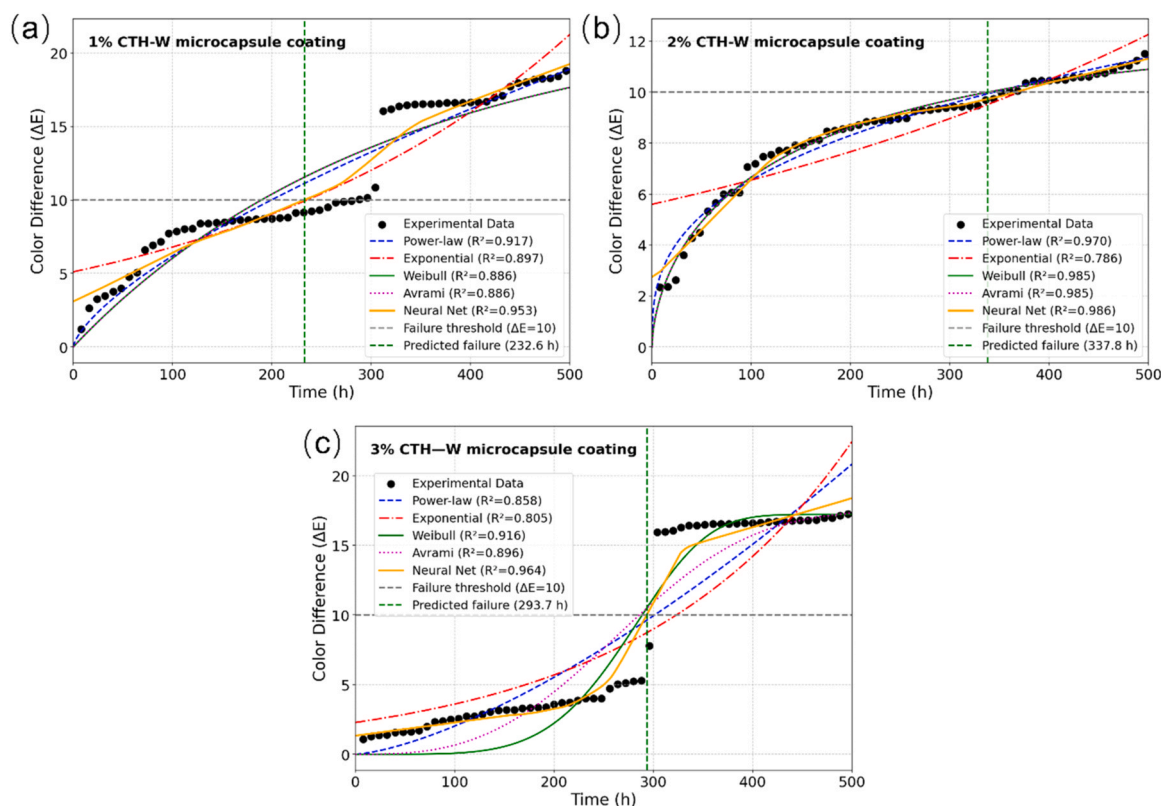 (a)
1% CTH-W microcapsule coating
Color Difference (ΔE)
20
15
10
5
0
Experimental Data
Power-law (R²=0.917)
Exponential (R²=0.897)
Weibull (R²=0.886)
Avrami (R²=0.886)
Neural Net (R²=0.953)
Failure threshold (ΔE=10)
Predicted failure (232.6 h)
0 100 200 300 400 500
Time (h)
(b)
2% CTH-W microcapsule coating
Color Difference (ΔE)
12
10
8
6
4
2
0
Experimental Data
Power-law (R²=0.970)
Exponential (R²=0.786)
Weibull (R²=0.985)
Avrami (R²=0.985)
Neural Net (R²=0.986)
Failure threshold (ΔE=10)
Predicted failure (337.8 h)
0 100 200 300 400 500
Time (h)
(c)
3% CTH—W microcapsule coating
Color Difference (ΔE)
20
15
10
5
0
Experimental Data
Power-law (R²=0.858)
Exponential (R²=0.805)
Weibull (R²=0.916)
Avrami (R²=0.896)
Neural Net (R²=0.964)
Failure threshold (ΔE=10)
Predicted failure (293.7 h)
0 100 200 300 400 500
Time (h)